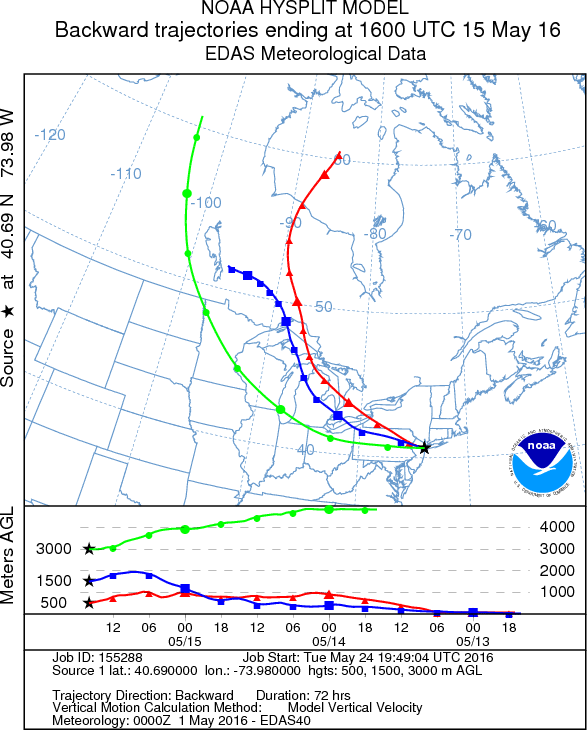 NOAA HYSPLIT MODEL
Backward trajectories ending at 1600 UTC 15 May 16
EDAS Meteorological Data
Source ★ at 40.69 N 73.98 W
-120
-110
-100
-90
-80
-70
60
-60
50
40
noaa
Meters AGL
3000
1500
500
4000
3000
2000
1000
12 06 00 18 12 06 00 18 12 06 00 18
05/15 05/14 05/13
Job ID: 155288 Job Start: Tue May 24 19:49:04 UTC 2016
Source 1 lat.: 40.690000 lon.: -73.980000 hgts: 500, 1500, 3000 m AGL
Trajectory Direction: Backward Duration: 72 hrs
Vertical Motion Calculation Method: Model Vertical Velocity
Meteorology: 0000Z 1 May 2016 - EDAS40